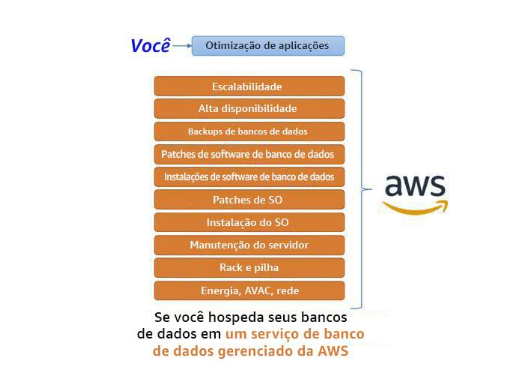 Você
Otimização de aplicações
Escalabilidade
Alta disponibilidade
Backups de bancos de dados
Patches de software de banco de dados
Instalações de software de banco de dados
Patches de SO
Instalação do SO
Manutenção do servidor
Rack e pilha
Energia, AVAC, rede
aws
Se você hospeda seus bancos
de dados em um serviço de banco
de dados gerenciado da AWS